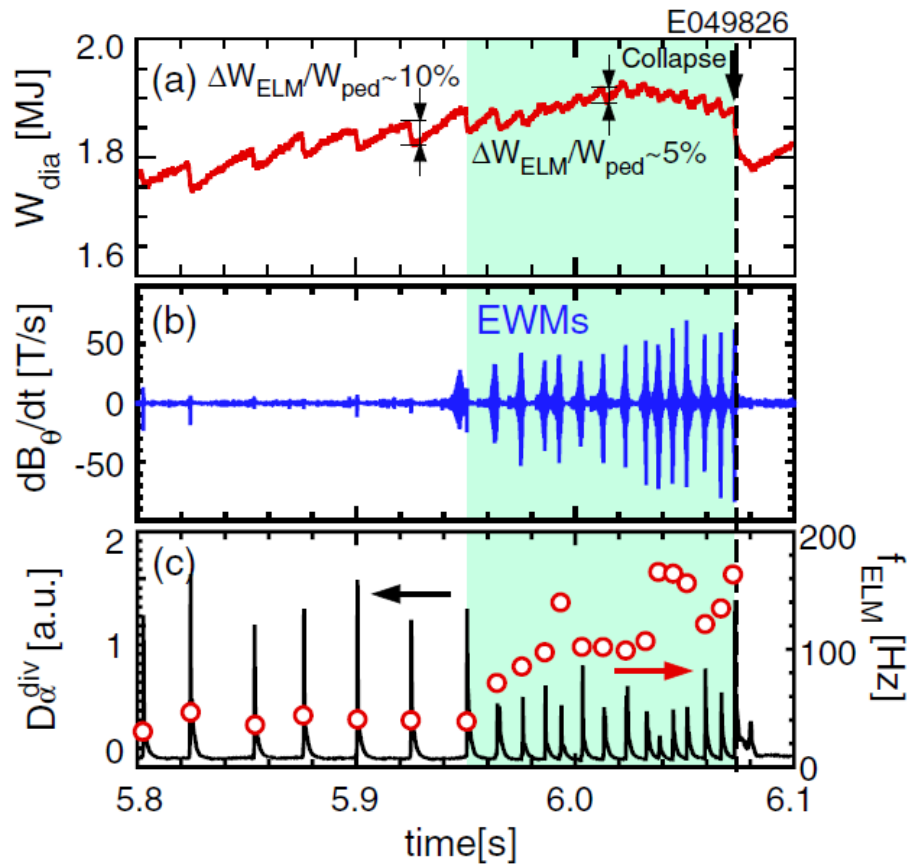 E049826
2.0
1.8
1.6
W_dia [MJ]
(a)
ΔW_ELM/W_ped~10%
Collapse
ΔW_ELM/W_ped~5%
50
0
-50
dB_θ/dt [T/s]
(b)
EWMs
2
1
0
D_α^div [a.u.]
(c)
200
100
0
f_ELM [Hz]
5.8
5.9
6.0
6.1
time[s]